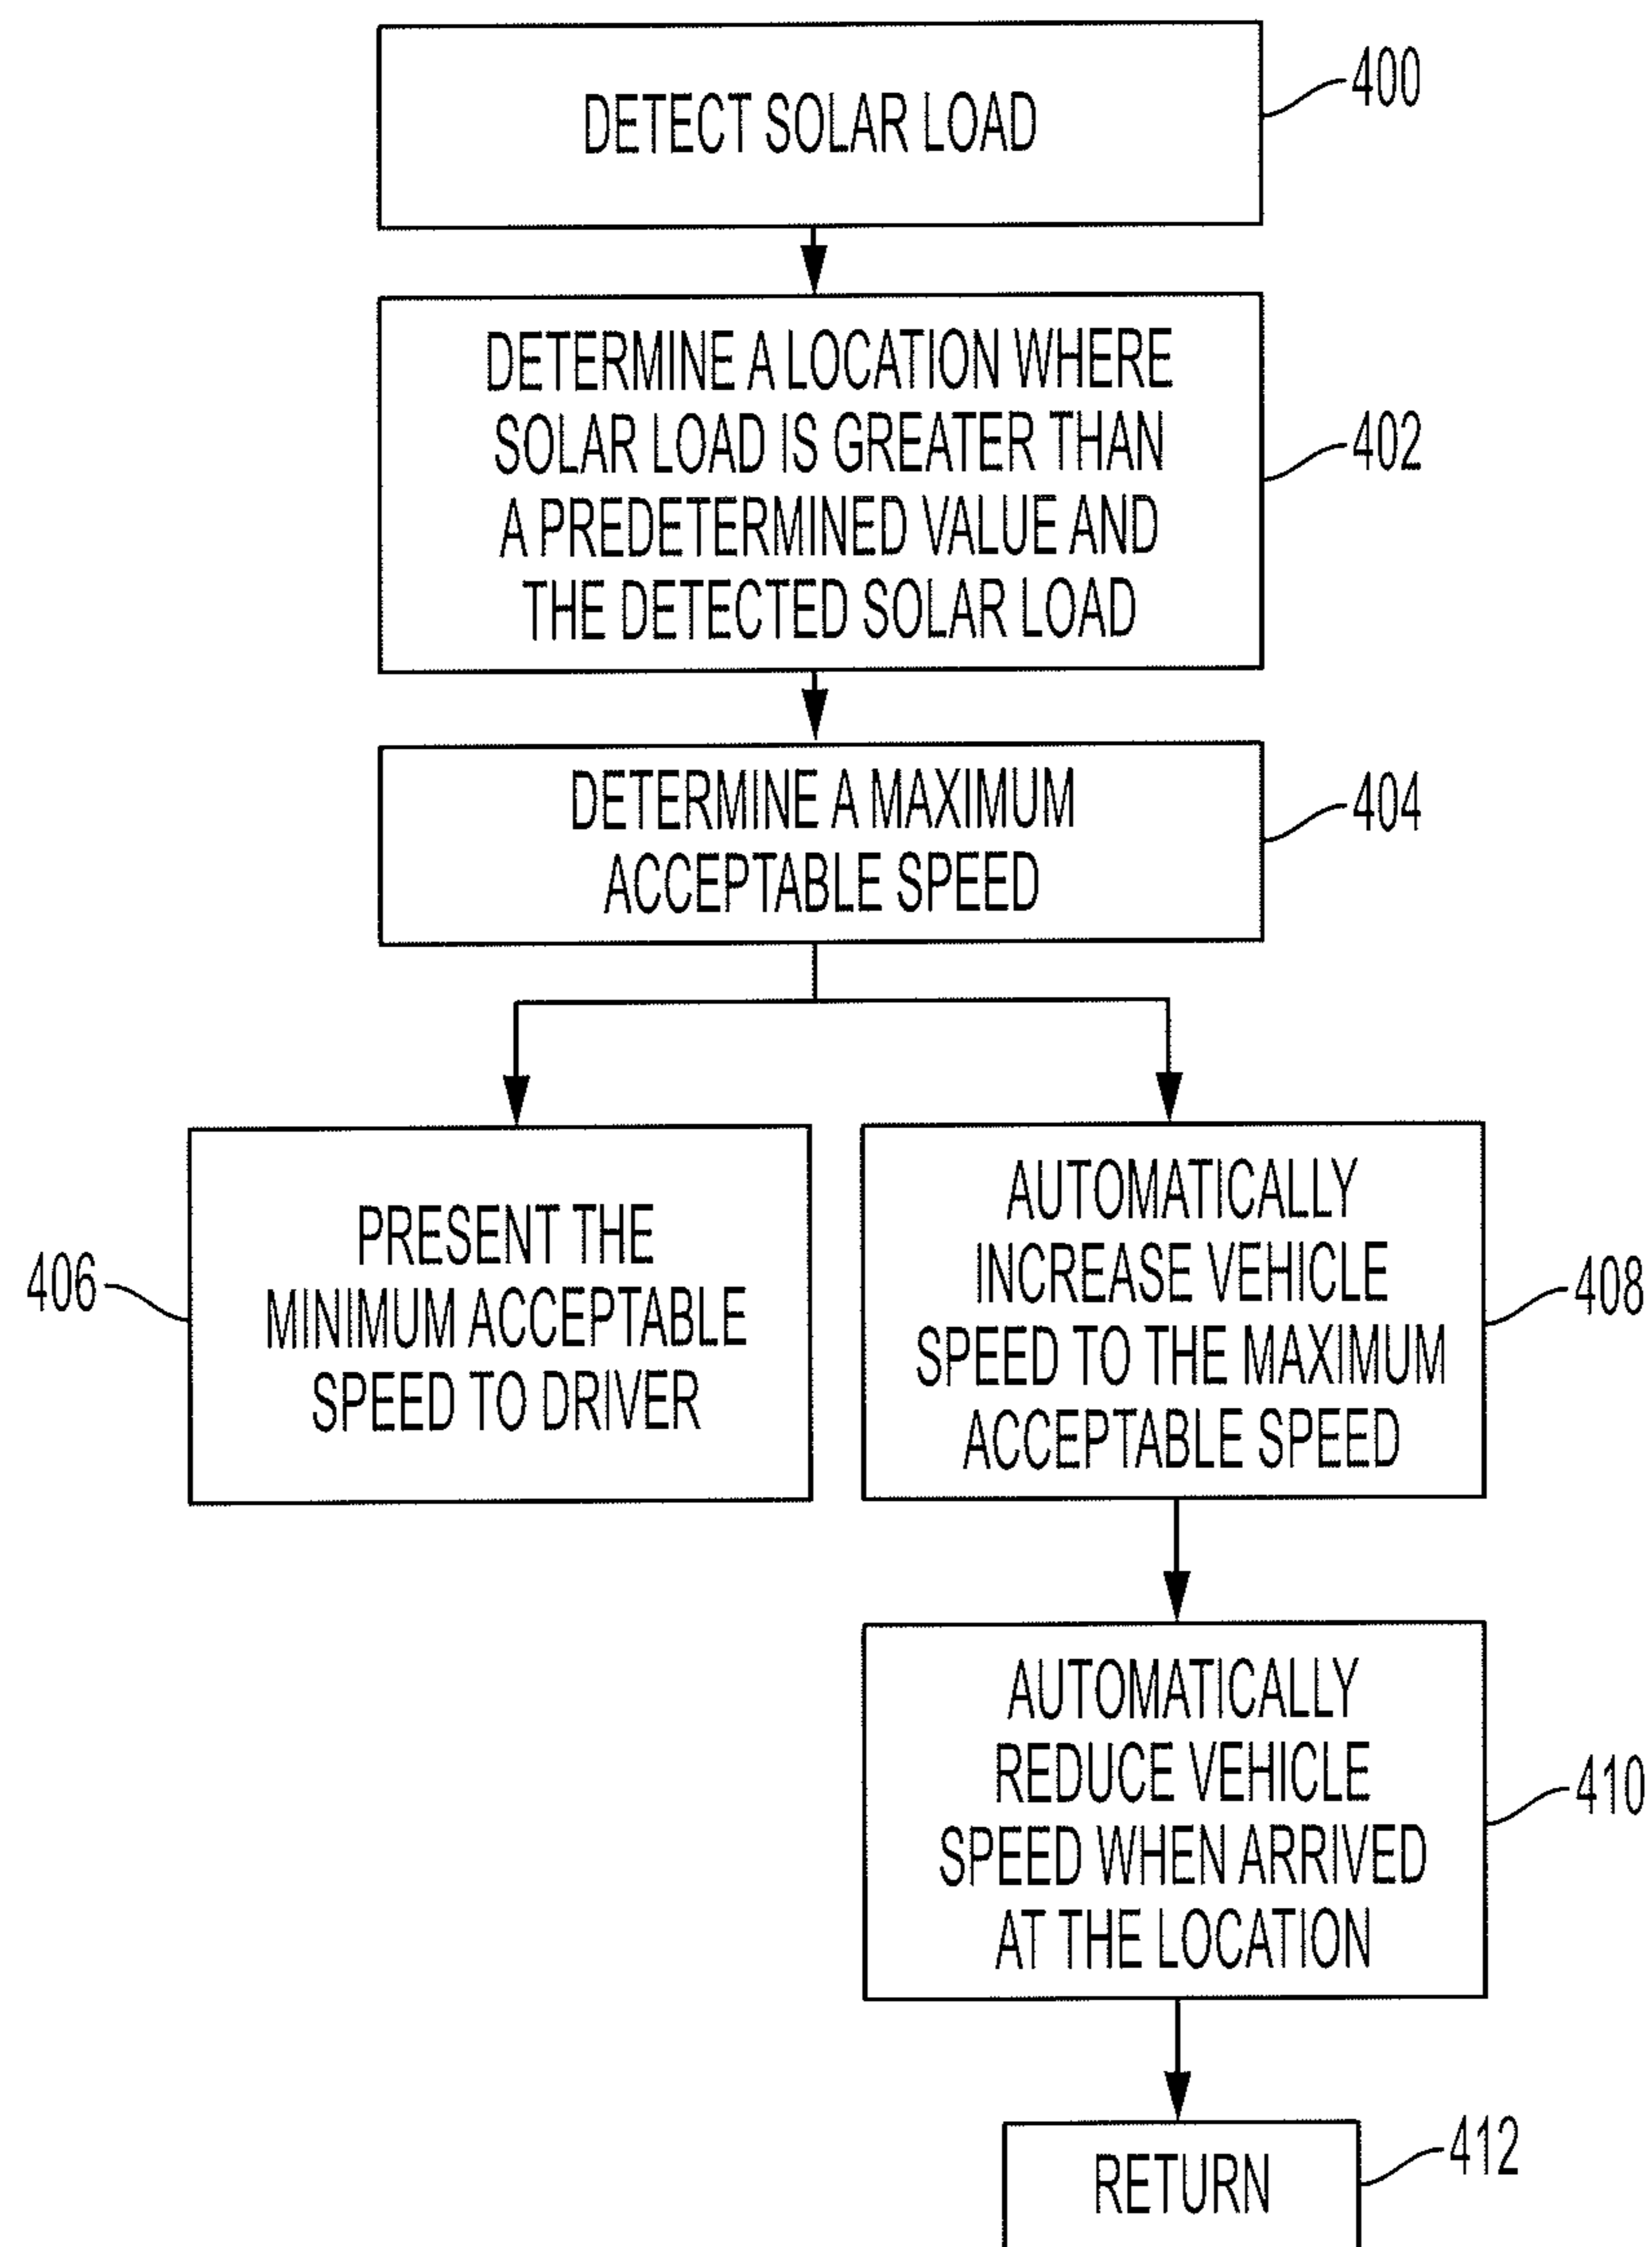 DETECT SOLAR LOAD
400
DETERMINE A LOCATION WHERE
SOLAR LOAD IS GREATER THAN
A PREDETERMINED VALUE AND
THE DETECTED SOLAR LOAD
402
DETERMINE A MAXIMUM
ACCEPTABLE SPEED
404
406
PRESENT THE
MINIMUM ACCEPTABLE
SPEED TO DRIVER
AUTOMATICALLY
INCREASE VEHICLE
SPEED TO THE MAXIMUM
ACCEPTABLE SPEED
408
AUTOMATICALLY
REDUCE VEHICLE
SPEED WHEN ARRIVED
AT THE LOCATION
410
RETURN
412